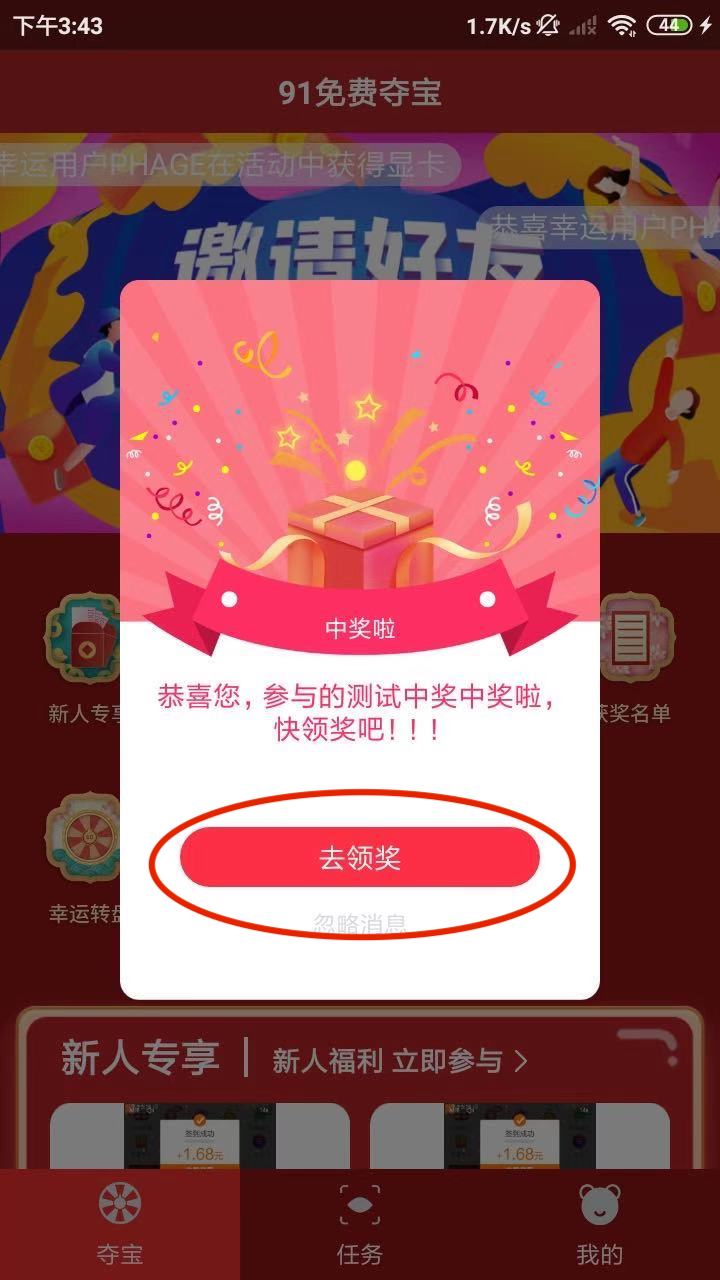 下午3:43
1.7K/s
44
91免费夺宝
幸运用户PHAGE在活动中获得显卡
恭喜幸运用户PH
邀请好友
中奖啦
恭喜您，参与的测试中奖中奖啦，
快领奖吧！！！
新人专享
获奖名单
去领奖
幸运转盘
忽略消息
新人专享
新人福利 立即参与
签到成功
+1.68元
签到成功
+1.68元
夺宝
任务
我的